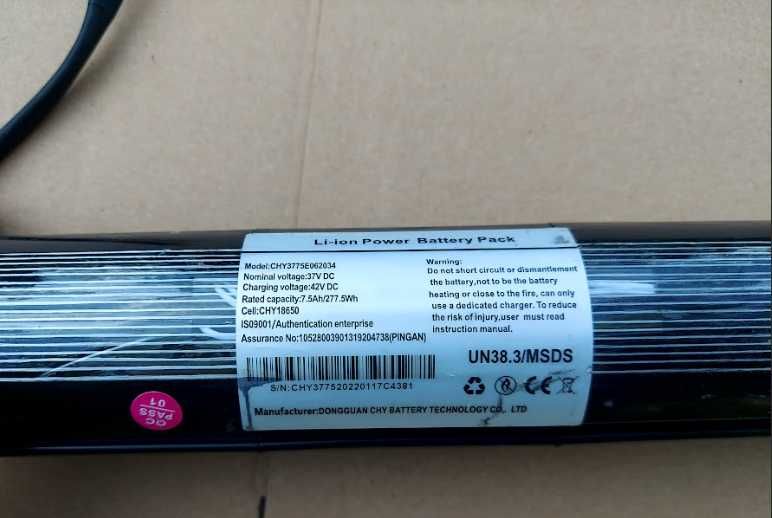 Li-ion Power Battery Pack
Model:CHY3775E062034
Nominal voltage:37V DC
Charging voltage:42V DC
Rated capacity:7.5Ah/277.5Wh
Cell:CHY18650
IS09001/Authentication enterprise
Assurance No:10528003901319204738(PINGAN)
S/N:CHY377520220117C4381
Warning:
Do not short circuit or dismantlement
the battery,not to be the battery
heating or close to the fire, can only
use a dedicated charger. To reduce
the risk of injury,user must read
instruction manual.
UN38.3/MSDS
CE
Manufacturer:DONGGUAN CHY BATTERY TECHNOLOGY CO,. LTD
QC
PASS
01